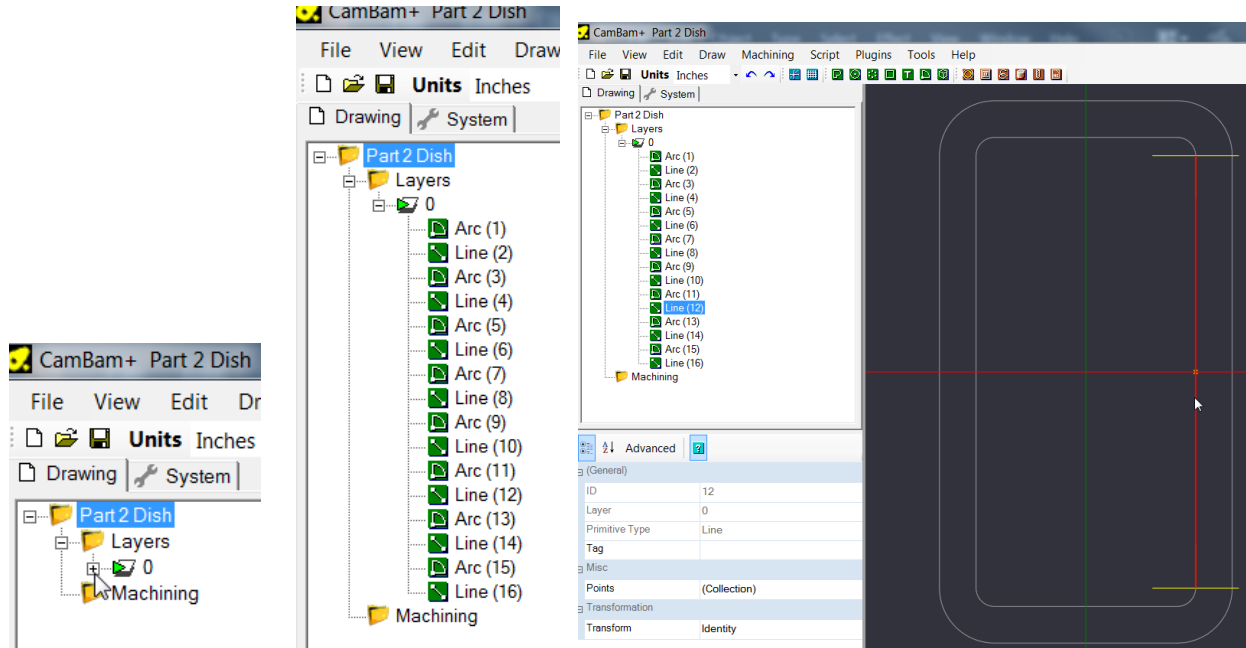 CamBam+ Part 2 Dish
File View Edit Dr
Units Inches
Drawing System
Part 2 Dish
Layers
0
Machining
CamBam+ Part 2 Dish
File View Edit Draw
Units Inches
Drawing System
Part 2 Dish
Layers
0
Arc (1)
Line (2)
Arc (3)
Line (4)
Arc (5)
Line (6)
Arc (7)
Line (8)
Arc (9)
Line (10)
Arc (11)
Line (12)
Arc (13)
Line (14)
Arc (15)
Line (16)
Machining
CamBam+ Part 2 Dish
File View Edit Draw Machining Script Plugins Tools Help
Units Inches
Drawing System
Part 2 Dish
Layers
0
Arc (1)
Line (2)
Arc (3)
Line (4)
Arc (5)
Line (6)
Arc (7)
Line (8)
Arc (9)
Line (10)
Arc (11)
Line (12)
Arc (13)
Line (14)
Arc (15)
Line (16)
Machining
Advanced
(General)
ID 12
Layer 0
Primitive Type Line
Tag
Misc
Points (Collection)
Transformation
Transform Identity